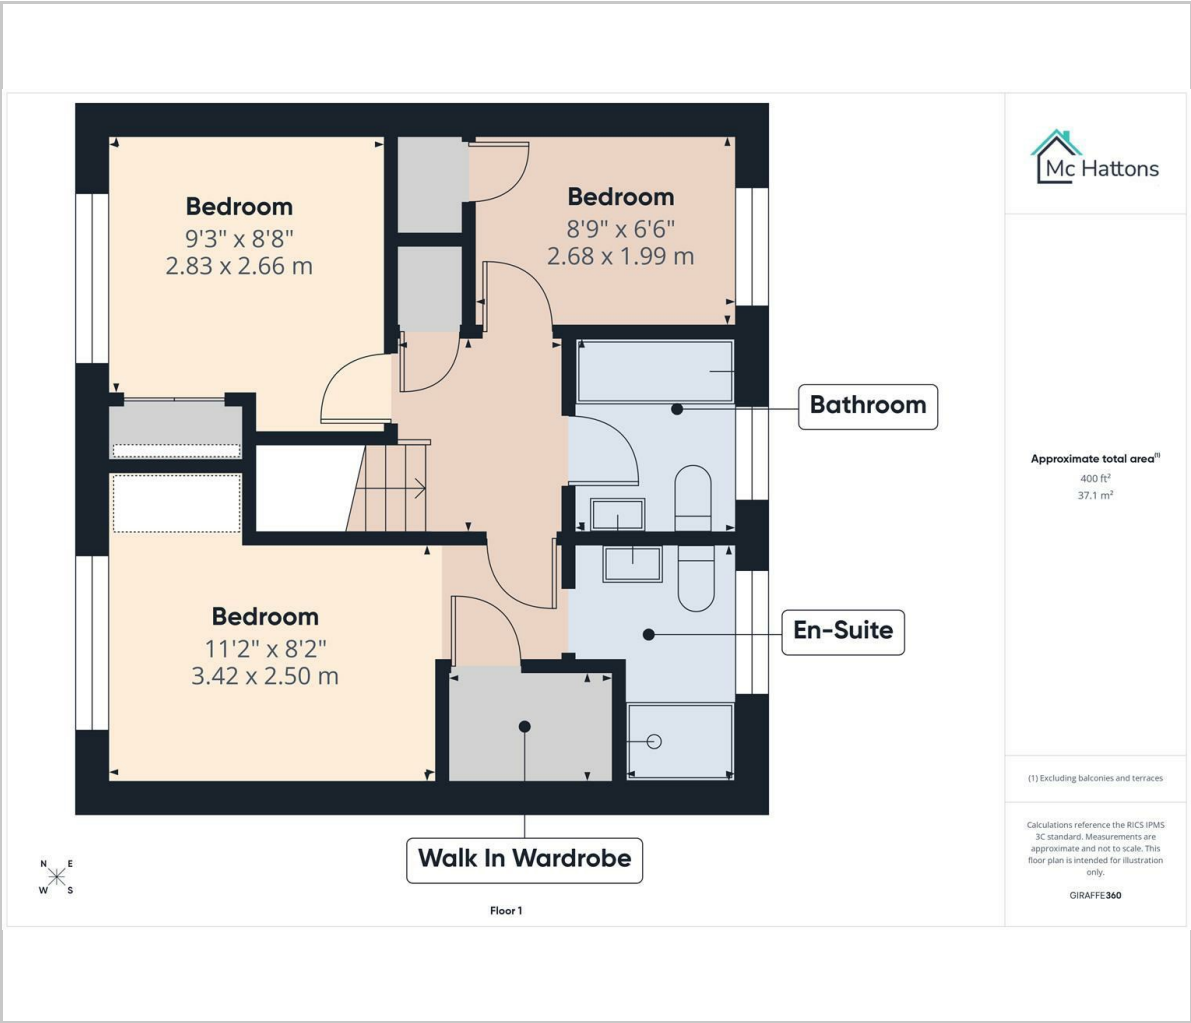 Bedroom
9'3" x 8'8"
2.83 x 2.66 m
Bedroom
8'9" x 6'6"
2.68 x 1.99 m
Bathroom
Bedroom
11'2" x 8'2"
3.42 x 2.50 m
En-Suite
Walk In Wardrobe
N E
W S
Floor 1
Mc Hattons
Approximate total area(1)
400 ft²
37.1 m²
(1) Excluding balconies and terraces
Calculations reference the RICS IPMS
3C standard. Measurements are
approximate and not to scale. This
floor plan is intended for illustration
only.
GIRAFFE360